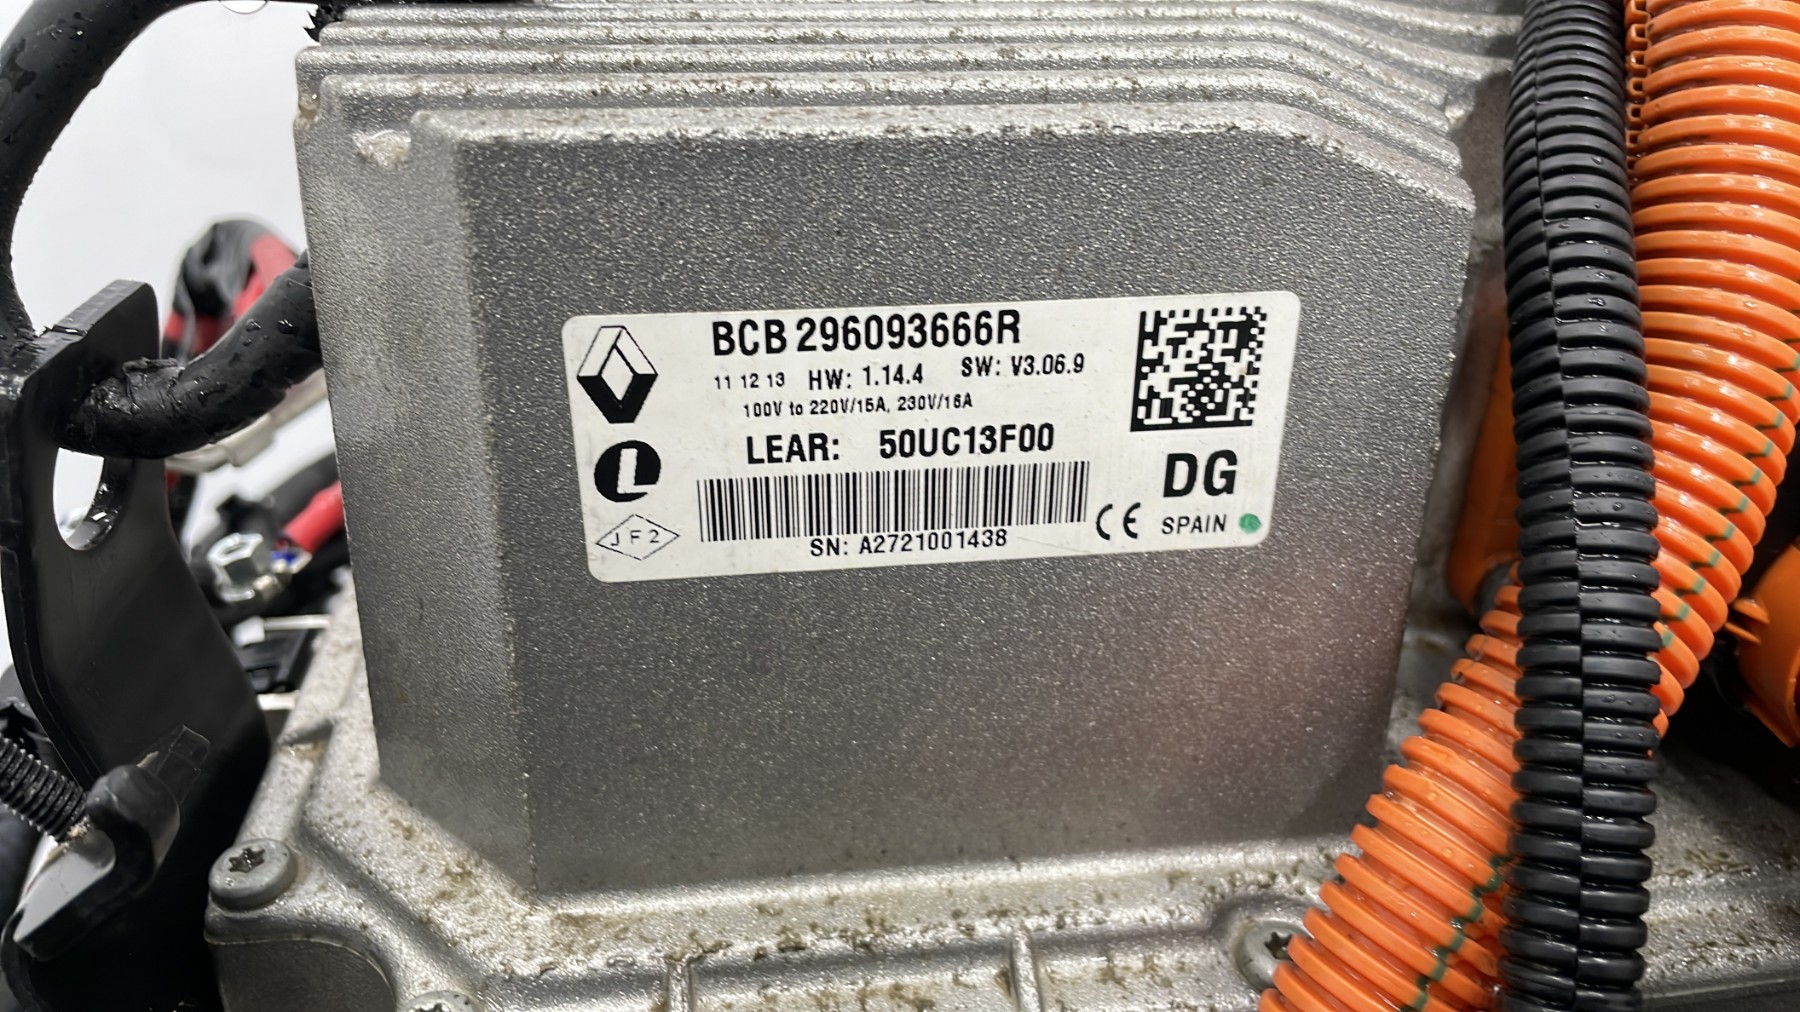 BCB 296093666R
11 12 13 HW: 1.14.4 SW: V3.06.9
100V to 220V/15A, 230V/16A
LEAR: 50UC13F00
DG
L
J F 2
CE SPAIN
SN: A2721001438